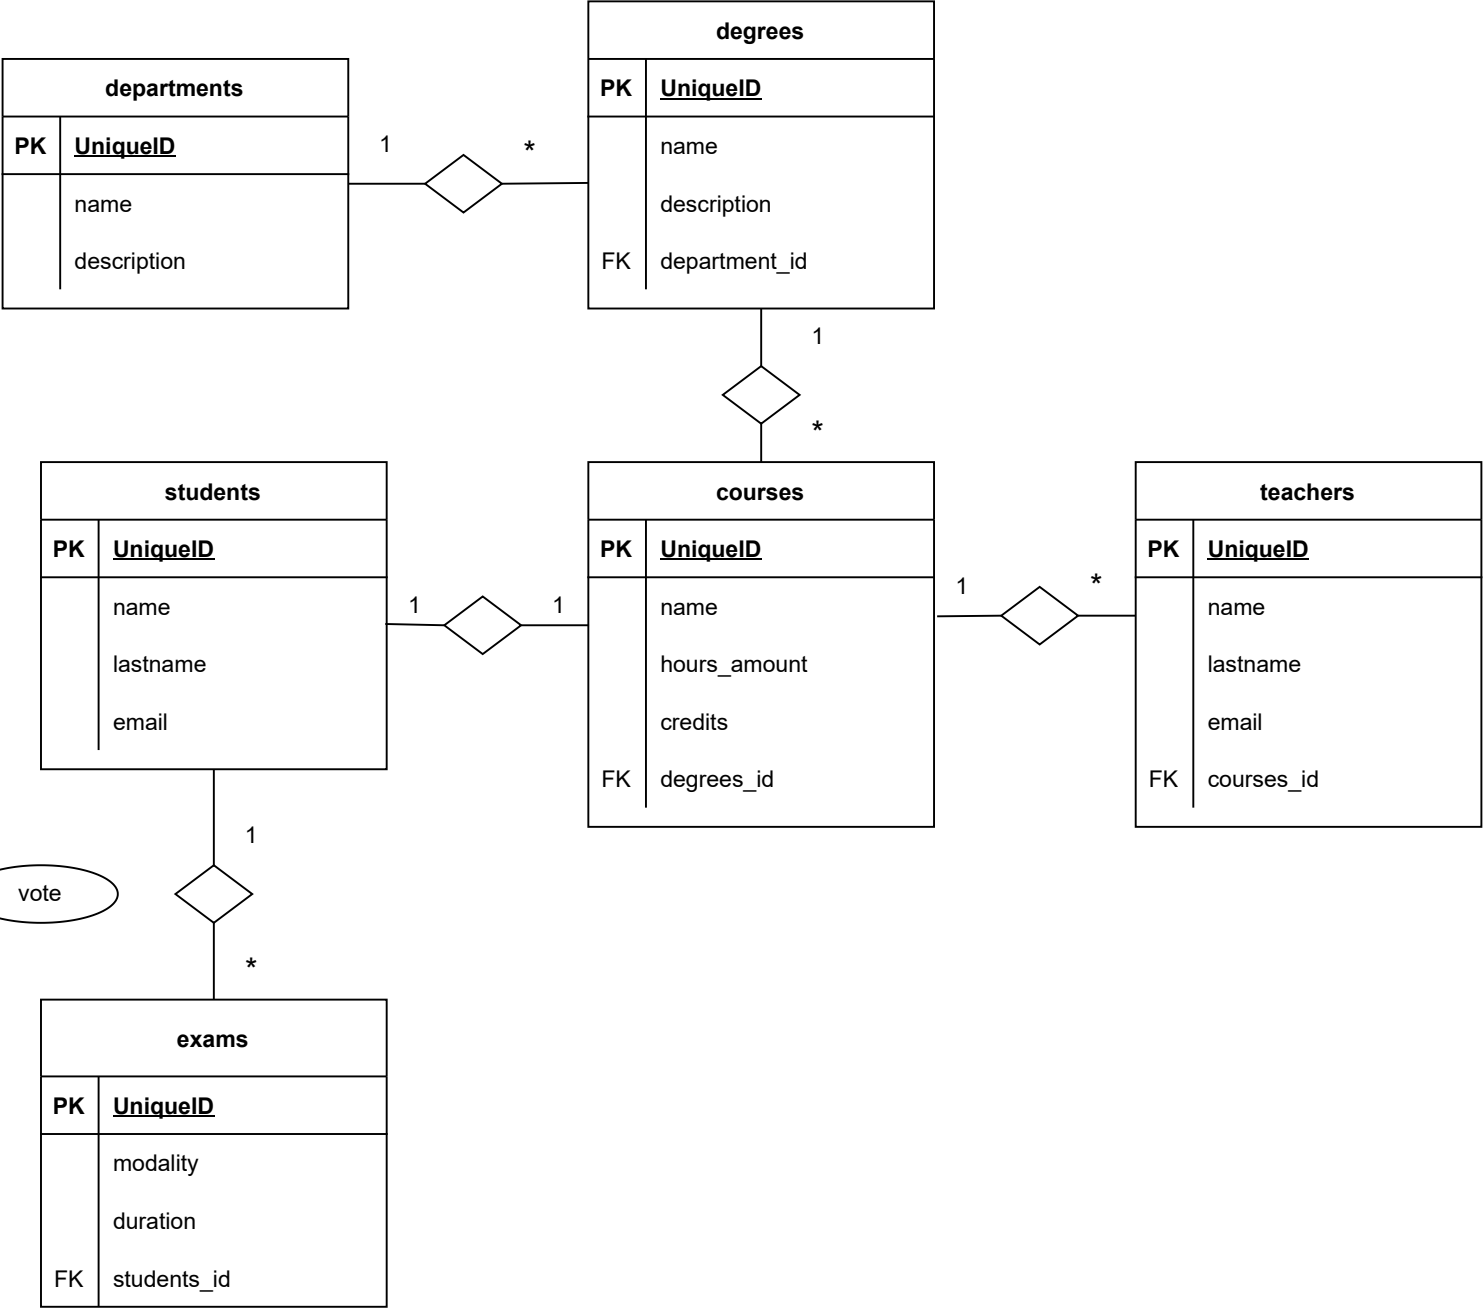 degrees
PK UniqueID
name
description
FK department_id
departments
PK UniqueID
name
description
1 *
1
*
students
PK UniqueID
name
lastname
email
1 1
courses
PK UniqueID
name
hours_amount
credits
FK degrees_id
1 *
teachers
PK UniqueID
name
lastname
email
FK courses_id
1
vote
*
exams
PK UniqueID
modality
duration
FK students_id